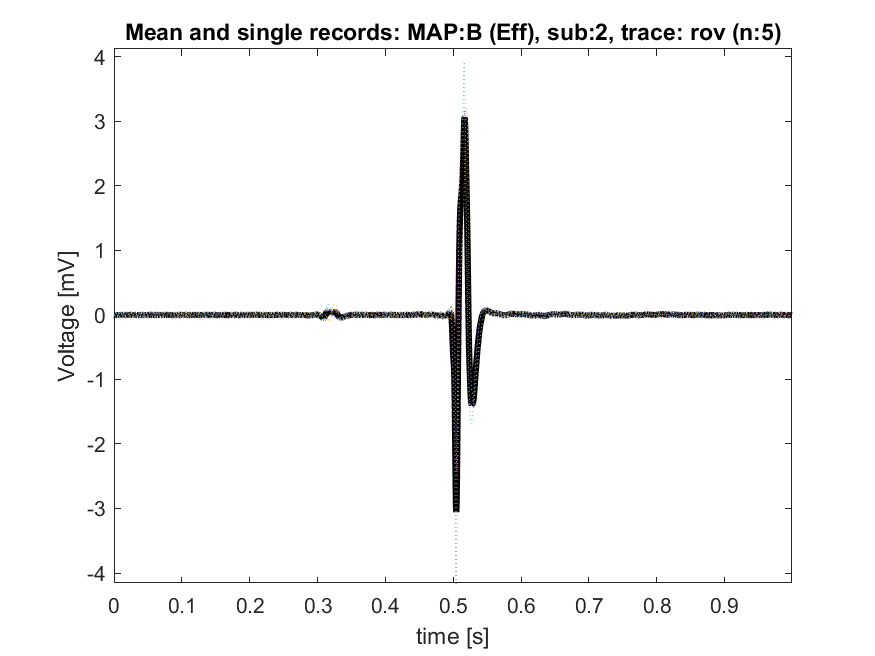 Mean and single records: MAP:B (Eff), sub:2, trace: rov (n:5)
4
3
2
1
0
-1
-2
-3
-4
Voltage [mV]
0 0.1 0.2 0.3 0.4 0.5 0.6 0.7 0.8 0.9
time [s]